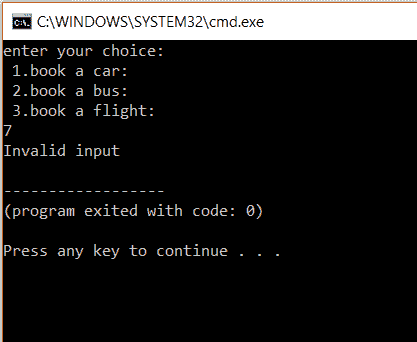 C:\WINDOWS\SYSTEM32\cmd.exe
enter your choice:
 1.book a car:
 2.book a bus:
 3.book a flight:
7
Invalid input
------------------
(program exited with code: 0)
Press any key to continue . . .